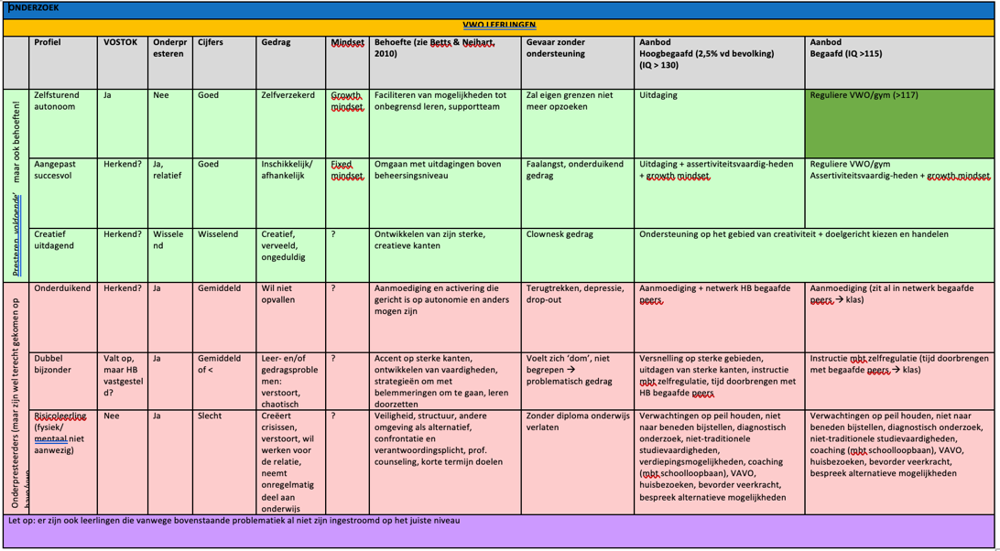 ONDERZOEK
VWO LEERLINGEN
Profiel
VOSTOK
Onderpr
esteren
Cijfers
Gedrag
Mindset
Behoefte (zie Betts & Neihart,
2010)
Gevaar zonder
ondersteuning
Aanbod
Hoogbegaafd (2,5% vd bevolking)
(IQ > 130)
Aanbod
Begaafd (IQ >115)
Presteren 'voldoende' maar ook behoeften!
Zelfsturend
autonoom
Ja
Nee
Goed
Zelfverzekerd
Growth
mindset
Faciliteren van mogelijkheden tot
onbegrensd leren, supportteam
Zal eigen grenzen niet
meer opzoeken
Uitdaging
Reguliere VWO/gym (>117)
Aangepast
succesvol
Herkend?
Ja,
relatief
Goed
Inschikkelijk/
afhankelijk
Fixed
mindset
Omgaan met uitdagingen boven
beheersingsniveau
Faalangst, onderduikend
gedrag
Uitdaging + assertiviteitsvaardig-heden
+ growth mindset
Reguliere VWO/gym
Assertiviteitsvaardig-heden + growth mindset
Creatief
uitdagend
Herkend?
Wissele
nd
Wisselend
Creatief,
verveeld,
ongeduldig
?
Ontwikkelen van zijn sterke,
creatieve kanten
Clownesk gedrag
Ondersteuning op het gebied van creativiteit + doelgericht kiezen en handelen
Onderpresteerders (maar zijn wel terecht gekomen op
Onderduikend
Herkend?
Ja
Gemiddeld
Wil niet
opvallen
?
Aanmoediging en activering die
gericht is op autonomie en anders
mogen zijn
Terugtrekken, depressie,
drop-out
Aanmoediging + netwerk HB begaafde
peers
Aanmoediging (zit al in netwerk begaafde
peers → klas)
Dubbel
bijzonder
Valt op,
maar HB
vastgestel
d?
Ja
Gemiddeld
of <
Leer- en/of
gedragsproble
men:
verstoort,
chaotisch
?
Accent op sterke kanten,
ontwikkelen van vaardigheden,
strategieën om met
belemmeringen om te gaan, leren
doorzetten
Voelt zich 'dom', niet
begrepen →
problematisch gedrag
Versnelling op sterke gebieden,
uitdagen van sterke kanten, instructie
mbt zelfregulatie, tijd doorbrengen met
HB begaafde peers
Instructie mbt zelfregulatie (tijd doorbrengen
met begaafde peers → klas)
Risicoleerling
(fysiek/
mentaal niet
aanwezig)
Nee
Ja
Slecht
Creëert
crisissen,
verstoort, wil
werken voor
de relatie,
neemt
onregelmatig
deel aan
onderwijs
?
Veiligheid, structuur, andere
omgeving als alternatief,
confrontatie en
verantwoordingsplicht, prof.
counseling, korte termijn doelen
Zonder diploma onderwijs
verlaten
Verwachtingen op peil houden, niet
naar beneden bijstellen, diagnostisch
onderzoek, niet-traditionele
studievaardigheden,
verdiepingsmogelijkheden, coaching
(mbt schoolloopbaan), VAVO,
huisbezoeken, bevorder veerkracht,
bespreek alternatieve mogelijkheden
Verwachtingen op peil houden, niet naar
beneden bijstellen, diagnostisch onderzoek,
niet-traditionele studievaardigheden,
coaching (mbt schoolloopbaan), VAVO,
huisbezoeken, bevorder veerkracht,
bespreek alternatieve mogelijkheden
Let op: er zijn ook leerlingen die vanwege bovenstaande problematiek al niet zijn ingestroomd op het juiste niveau